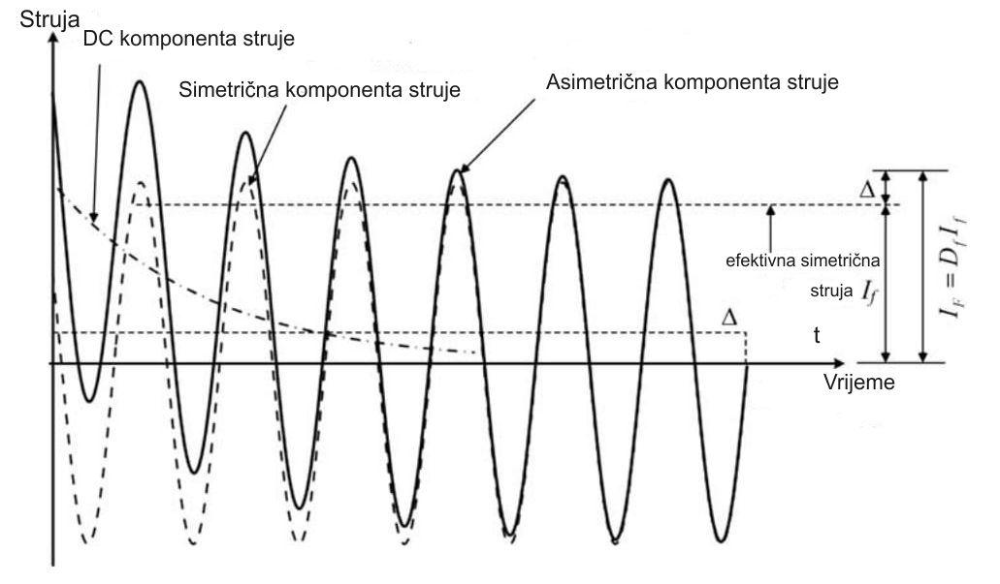 Struja
DC komponenta struje
Simetrična komponenta struje
Asimetrična komponenta struje
Δ
efektivna simetrična
struja I_f
I_F = D_f I_f
Δ
t
Vrijeme